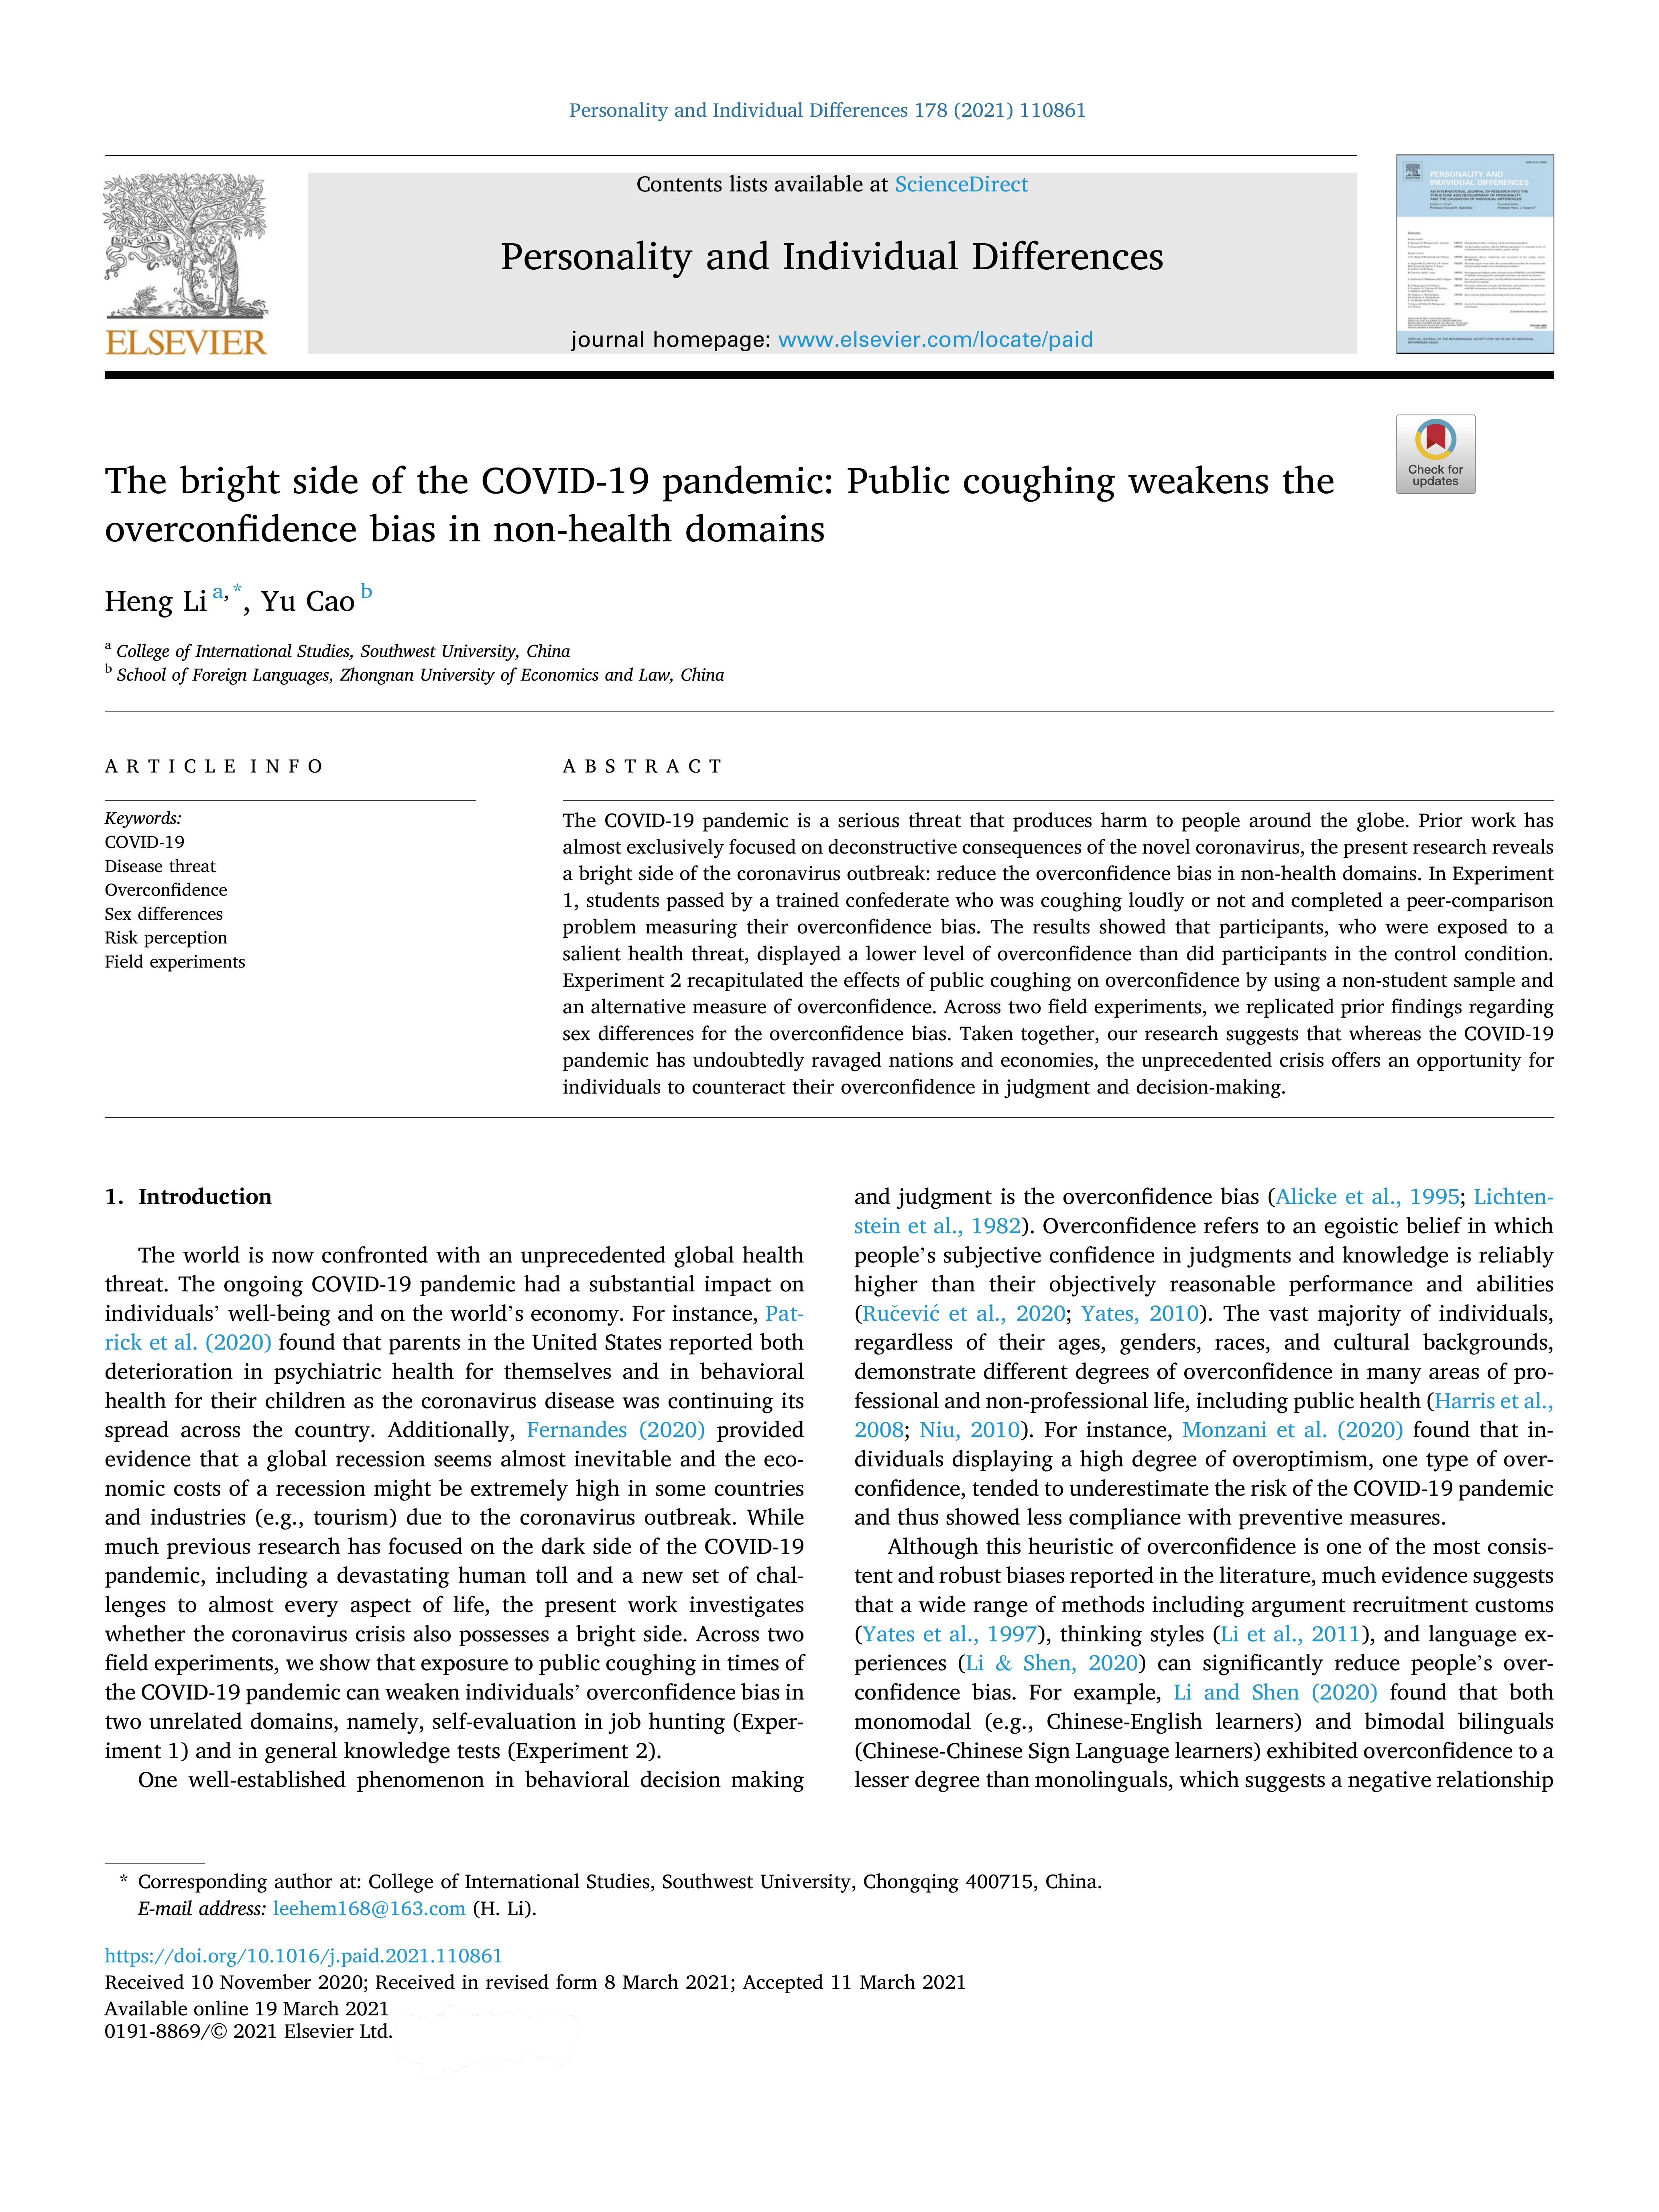 Personality and Individual Differences 178 (2021) 110861
Contents lists available at ScienceDirect
Personality and Individual Differences
journal homepage: www.elsevier.com/locate/paid
NON SOLUS
ELSEVIER
PERSONALITY AND
INDIVIDUAL DIFFERENCES
Check for
updates
The bright side of the COVID-19 pandemic: Public coughing weakens the
overconfidence bias in non-health domains
Heng Li a,*, Yu Cao b
a College of International Studies, Southwest University, China
b School of Foreign Languages, Zhongnan University of Economics and Law, China
ARTICLE INFO
Keywords:
COVID-19
Disease threat
Overconfidence
Sex differences
Risk perception
Field experiments
ABSTRACT
The COVID-19 pandemic is a serious threat that produces harm to people around the globe. Prior work has
almost exclusively focused on deconstructive consequences of the novel coronavirus, the present research reveals
a bright side of the coronavirus outbreak: reduce the overconfidence bias in non-health domains. In Experiment
1, students passed by a trained confederate who was coughing loudly or not and completed a peer-comparison
problem measuring their overconfidence bias. The results showed that participants, who were exposed to a
salient health threat, displayed a lower level of overconfidence than did participants in the control condition.
Experiment 2 recapitulated the effects of public coughing on overconfidence by using a non-student sample and
an alternative measure of overconfidence. Across two field experiments, we replicated prior findings regarding
sex differences for the overconfidence bias. Taken together, our research suggests that whereas the COVID-19
pandemic has undoubtedly ravaged nations and economies, the unprecedented crisis offers an opportunity for
individuals to counteract their overconfidence in judgment and decision-making.
1. Introduction
The world is now confronted with an unprecedented global health
threat. The ongoing COVID-19 pandemic had a substantial impact on
individuals' well-being and on the world's economy. For instance, Pat-
rick et al. (2020) found that parents in the United States reported both
deterioration in psychiatric health for themselves and in behavioral
health for their children as the coronavirus disease was continuing its
spread across the country. Additionally, Fernandes (2020) provided
evidence that a global recession seems almost inevitable and the eco-
nomic costs of a recession might be extremely high in some countries
and industries (e.g., tourism) due to the coronavirus outbreak. While
much previous research has focused on the dark side of the COVID-19
pandemic, including a devastating human toll and a new set of chal-
lenges to almost every aspect of life, the present work investigates
whether the coronavirus crisis also possesses a bright side. Across two
field experiments, we show that exposure to public coughing in times of
the COVID-19 pandemic can weaken individuals' overconfidence bias in
two unrelated domains, namely, self-evaluation in job hunting (Exper-
iment 1) and in general knowledge tests (Experiment 2).
One well-established phenomenon in behavioral decision making
and judgment is the overconfidence bias (Alicke et al., 1995; Lichten-
stein et al., 1982). Overconfidence refers to an egoistic belief in which
people's subjective confidence in judgments and knowledge is reliably
higher than their objectively reasonable performance and abilities
(Ručević et al., 2020; Yates, 2010). The vast majority of individuals,
regardless of their ages, genders, races, and cultural backgrounds,
demonstrate different degrees of overconfidence in many areas of pro-
fessional and non-professional life, including public health (Harris et al.,
2008; Niu, 2010). For instance, Monzani et al. (2020) found that in-
dividuals displaying a high degree of overoptimism, one type of over-
confidence, tended to underestimate the risk of the COVID-19 pandemic
and thus showed less compliance with preventive measures.
Although this heuristic of overconfidence is one of the most consis-
tent and robust biases reported in the literature, much evidence suggests
that a wide range of methods including argument recruitment customs
(Yates et al., 1997), thinking styles (Li et al., 2011), and language ex-
periences (Li & Shen, 2020) can significantly reduce people's over-
confidence bias. For example, Li and Shen (2020) found that both
monomodal (e.g., Chinese-English learners) and bimodal bilinguals
(Chinese-Chinese Sign Language learners) exhibited overconfidence to a
lesser degree than monolinguals, which suggests a negative relationship
* Corresponding author at: College of International Studies, Southwest University, Chongqing 400715, China.
E-mail address: leehem168@163.com (H. Li).
https://doi.org/10.1016/j.paid.2021.110861
Received 10 November 2020; Received in revised form 8 March 2021; Accepted 11 March 2021
Available online 19 March 2021
0191-8869/© 2021 Elsevier Ltd.